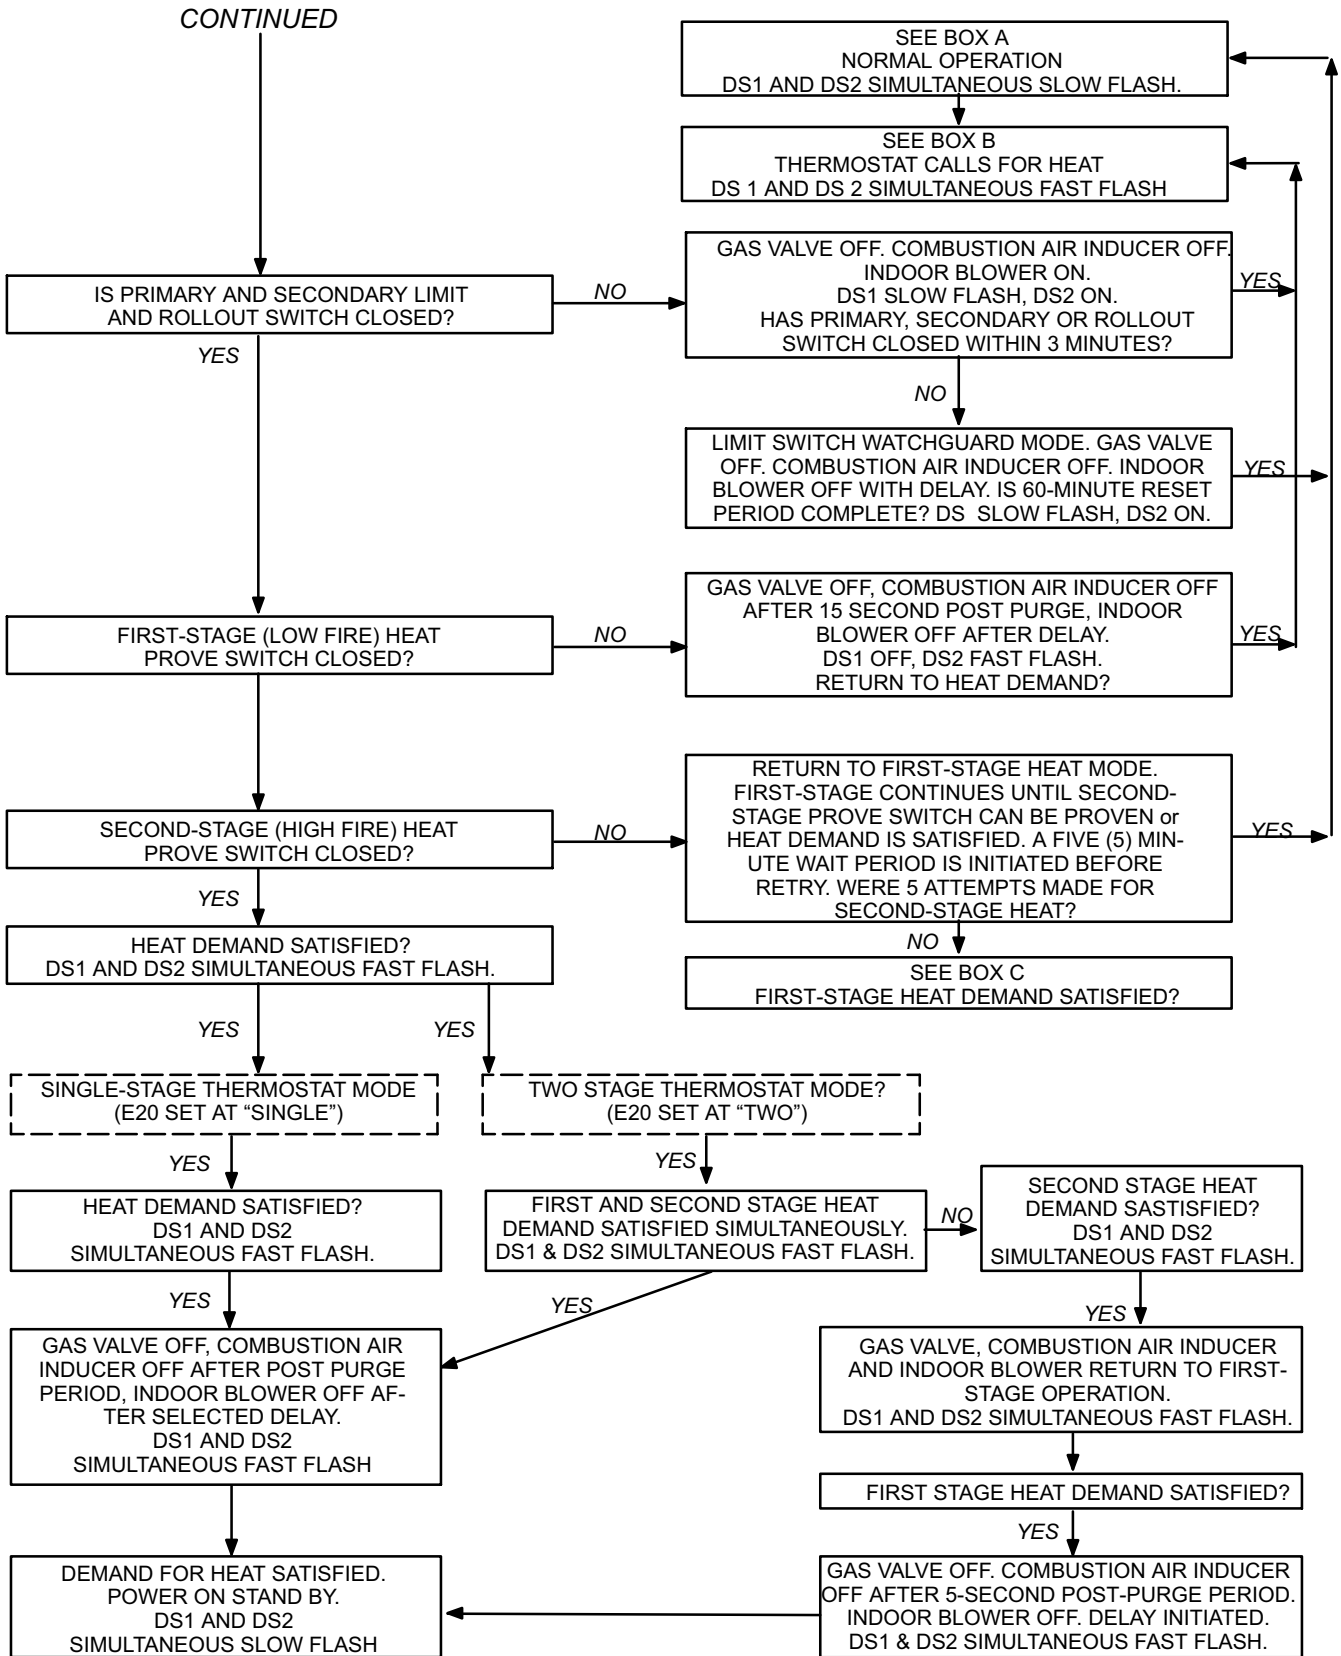 CONTINUED
SEE BOX A
NORMAL OPERATION
DS1 AND DS2 SIMULTANEOUS SLOW FLASH.
SEE BOX B
THERMOSTAT CALLS FOR HEAT
DS 1 AND DS 2 SIMULTANEOUS FAST FLASH
IS PRIMARY AND SECONDARY LIMIT
AND ROLLOUT SWITCH CLOSED?
NO
GAS VALVE OFF. COMBUSTION AIR INDUCER OFF.
INDOOR BLOWER ON.
DS1 SLOW FLASH, DS2 ON.
HAS PRIMARY, SECONDARY OR ROLLOUT
SWITCH CLOSED WITHIN 3 MINUTES?
YES
YES
NO
LIMIT SWITCH WATCHGUARD MODE. GAS VALVE
OFF. COMBUSTION AIR INDUCER OFF. INDOOR
BLOWER OFF WITH DELAY. IS 60-MINUTE RESET
PERIOD COMPLETE? DS  SLOW FLASH, DS2 ON.
YES
FIRST-STAGE (LOW FIRE) HEAT
PROVE SWITCH CLOSED?
NO
GAS VALVE OFF, COMBUSTION AIR INDUCER OFF
AFTER 15 SECOND POST PURGE, INDOOR
BLOWER OFF AFTER DELAY.
DS1 OFF, DS2 FAST FLASH.
RETURN TO HEAT DEMAND?
YES
SECOND-STAGE (HIGH FIRE) HEAT
PROVE SWITCH CLOSED?
NO
RETURN TO FIRST-STAGE HEAT MODE.
FIRST-STAGE CONTINUES UNTIL SECOND-
STAGE PROVE SWITCH CAN BE PROVEN or
HEAT DEMAND IS SATISFIED. A FIVE (5) MIN-
UTE WAIT PERIOD IS INITIATED BEFORE
RETRY. WERE 5 ATTEMPTS MADE FOR
SECOND-STAGE HEAT?
YES
YES
NO
HEAT DEMAND SATISFIED?
DS1 AND DS2 SIMULTANEOUS FAST FLASH.
SEE BOX C
FIRST-STAGE HEAT DEMAND SATISFIED?
YES
YES
SINGLE-STAGE THERMOSTAT MODE
(E20 SET AT “SINGLE”)
TWO STAGE THERMOSTAT MODE?
(E20 SET AT “TWO”)
YES
YES
HEAT DEMAND SATISFIED?
DS1 AND DS2
SIMULTANEOUS FAST FLASH.
FIRST AND SECOND STAGE HEAT
DEMAND SATISFIED SIMULTANEOUSLY.
DS1 & DS2 SIMULTANEOUS FAST FLASH.
NO
SECOND STAGE HEAT
DEMAND SASTISFIED?
DS1 AND DS2
SIMULTANEOUS FAST FLASH.
YES
YES
YES
GAS VALVE OFF, COMBUSTION AIR
INDUCER OFF AFTER POST PURGE
PERIOD, INDOOR BLOWER OFF AF-
TER SELECTED DELAY.
DS1 AND DS2
SIMULTANEOUS FAST FLASH
GAS VALVE, COMBUSTION AIR INDUCER
AND INDOOR BLOWER RETURN TO FIRST-
STAGE OPERATION.
DS1 AND DS2 SIMULTANEOUS FAST FLASH.
FIRST STAGE HEAT DEMAND SATISFIED?
YES
DEMAND FOR HEAT SATISFIED.
POWER ON STAND BY.
DS1 AND DS2
SIMULTANEOUS SLOW FLASH
GAS VALVE OFF. COMBUSTION AIR INDUCER
OFF AFTER 5-SECOND POST-PURGE PERIOD.
INDOOR BLOWER OFF. DELAY INITIATED.
DS1 & DS2 SIMULTANEOUS FAST FLASH.